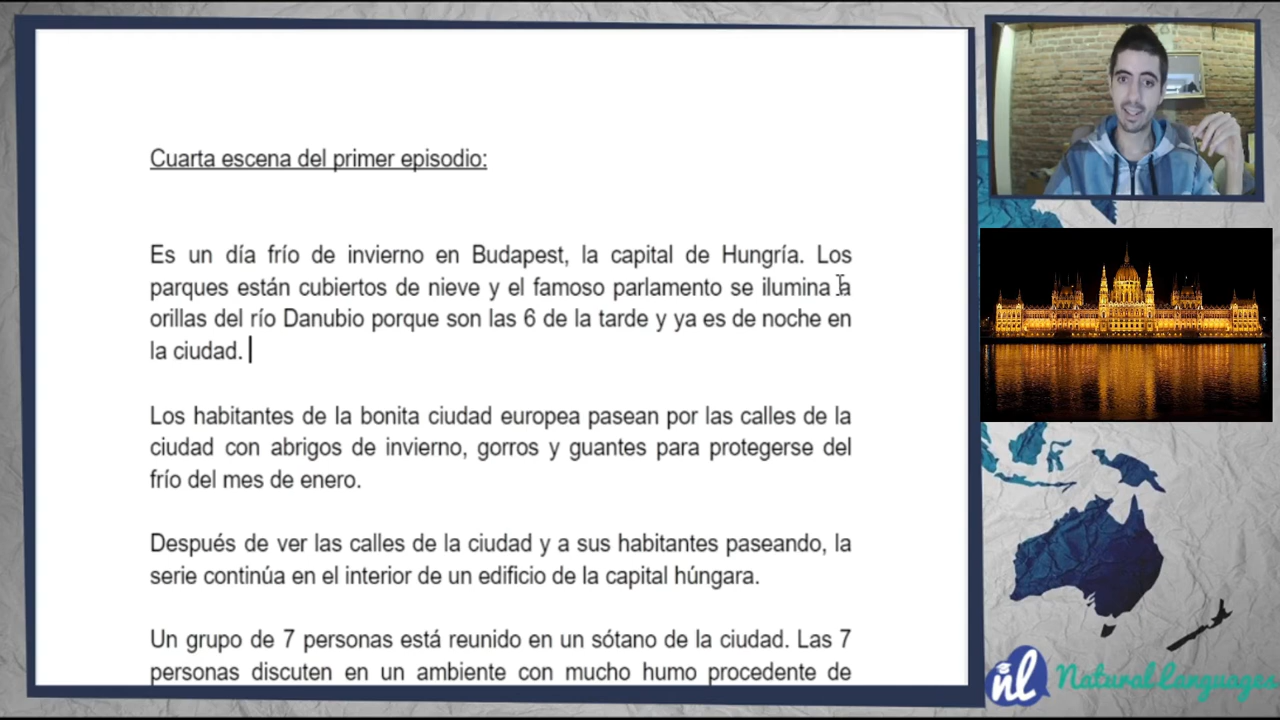 Cuarta escena del primer episodio:
Es un día frío de invierno en Budapest, la capital de Hungría. Los
parques están cubiertos de nieve y el famoso parlamento se ilumina a
orillas del río Danubio porque son las 6 de la tarde y ya es de noche en
la ciudad.
Los habitantes de la bonita ciudad europea pasean por las calles de la
ciudad con abrigos de invierno, gorros y guantes para protegerse del
frío del mes de enero.
Después de ver las calles de la ciudad y a sus habitantes paseando, la
serie continúa en el interior de un edificio de la capital húngara.
Un grupo de 7 personas está reunido en un sótano de la ciudad. Las 7
personas discuten en un ambiente con mucho humo procedente de
nl Natural Languages